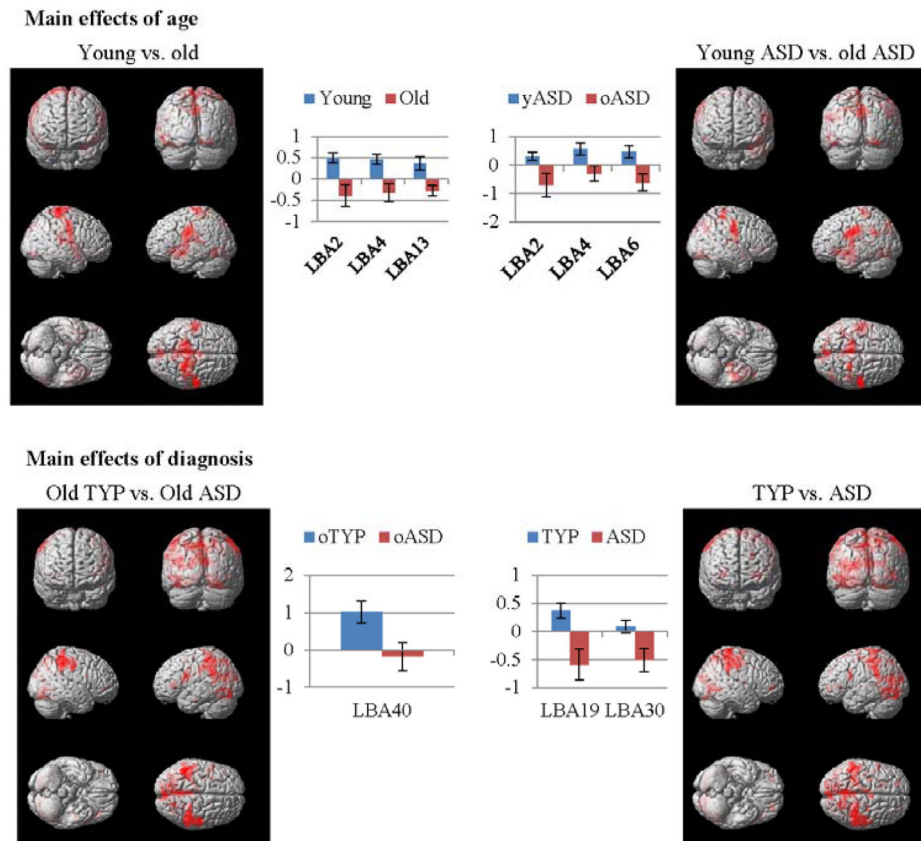 Main effects of age
Young vs. old
Young ASD vs. old ASD
Young Old
yASD oASD
1
0.5
0
-0.5
-1
LBA2 LBA4 LBA13
1
0
-1
-2
LBA2 LBA4 LBA6
Main effects of diagnosis
Old TYP vs. Old ASD
TYP vs. ASD
oTYP oASD
TYP ASD
2
1
0
-1
LBA40
1
0.5
0
-0.5
-1
LBA19 LBA30